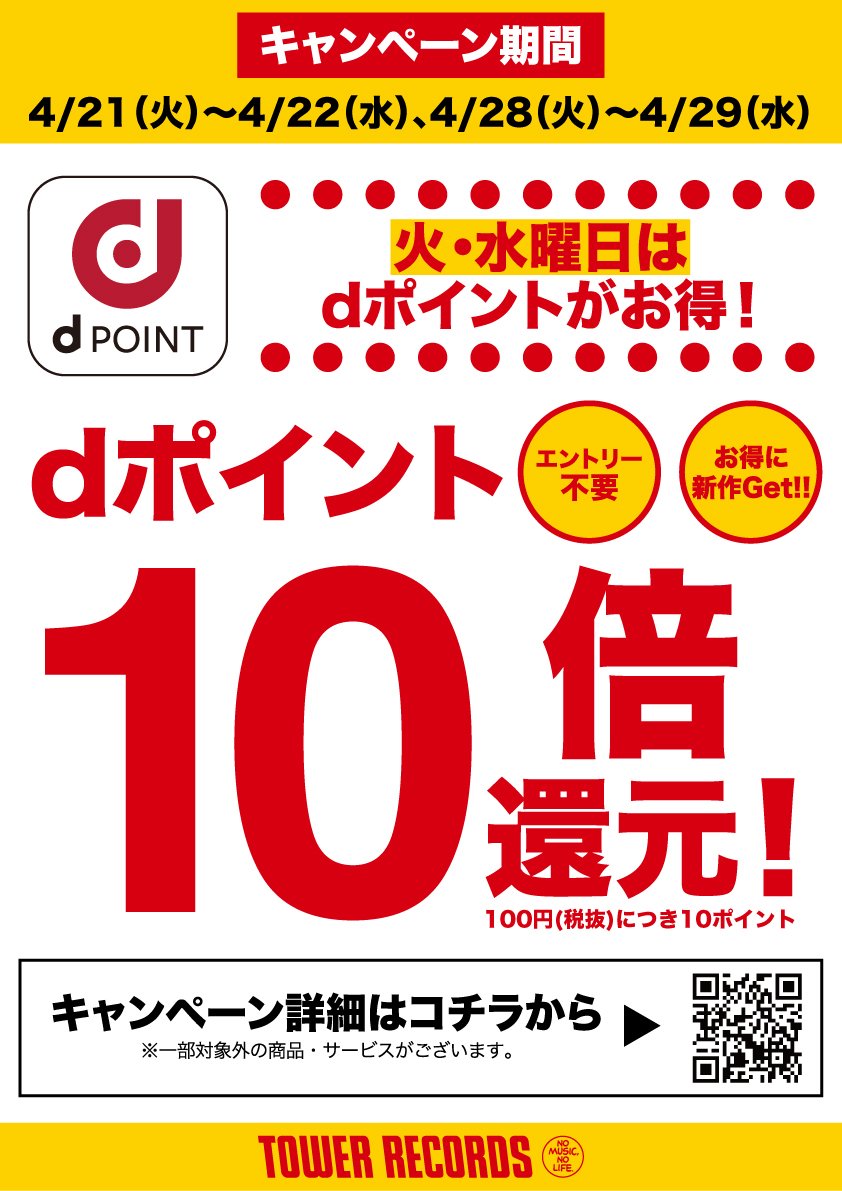 キャンペーン期間
4/21(火)〜4/22(水)、4/28(火)〜4/29(水)
d POINT
火・水曜日は
dポイントがお得!
dポイント
エントリー
不要
お得に
新作Get!!
10倍
還元!
100円(税抜)につき10ポイント
キャンペーン詳細はコチラから
※一部対象外の商品・サービスがございます。
TOWER RECORDS
NO
MUSIC,
NO
LIFE.